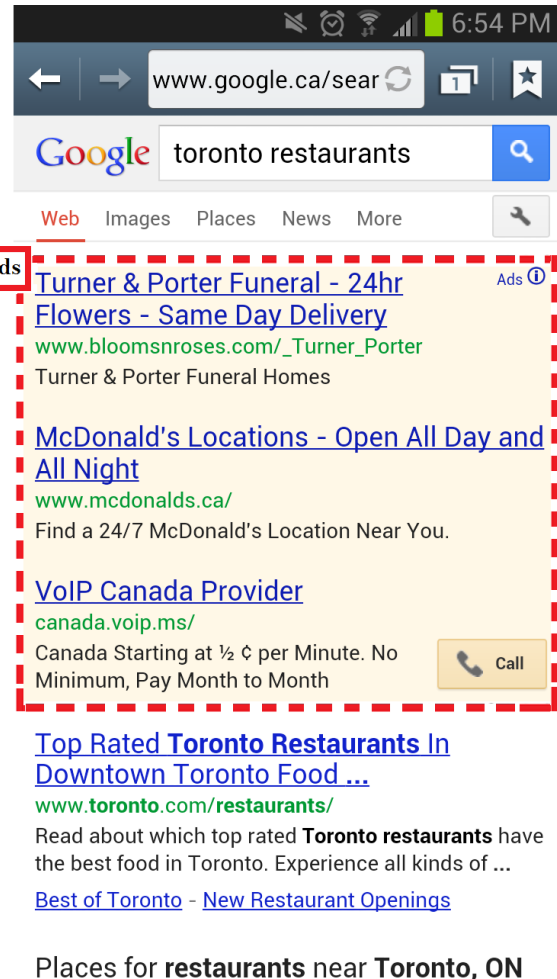 6:54 PM
www.google.ca/sear
1
Google toronto restaurants
Web Images Places News More
ds
Turner & Porter Funeral - 24hr Ads
Flowers - Same Day Delivery
www.bloomsnroses.com/_Turner_Porter
Turner & Porter Funeral Homes
McDonald's Locations - Open All Day and
All Night
www.mcdonalds.ca/
Find a 24/7 McDonald's Location Near You.
VoIP Canada Provider
canada.voip.ms/
Canada Starting at ½ ¢ per Minute. No
Minimum, Pay Month to Month
Call
Top Rated Toronto Restaurants In
Downtown Toronto Food ...
www.toronto.com/restaurants/
Read about which top rated Toronto restaurants have
the best food in Toronto. Experience all kinds of ...
Best of Toronto - New Restaurant Openings
Places for restaurants near Toronto, ON